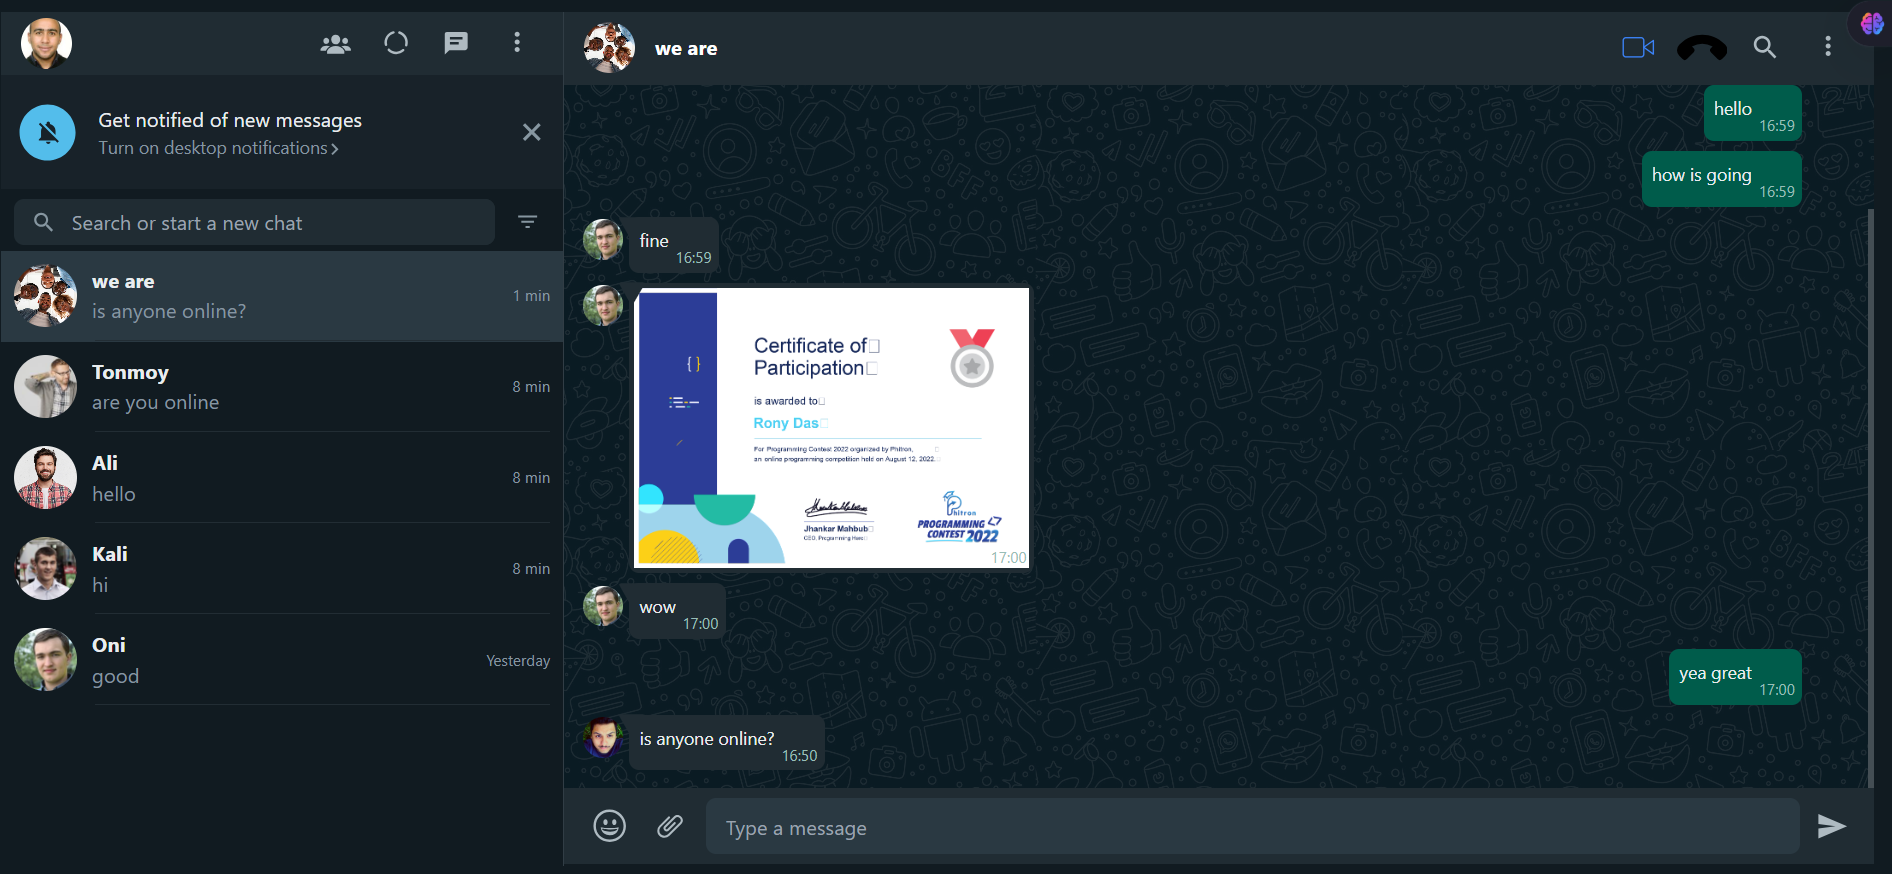 Get notified of new messages
Turn on desktop notifications
Search or start a new chat
we are
1 min
is anyone online?
Tonmoy
8 min
are you online
Ali
8 min
hello
Kali
8 min
hi
Oni
Yesterday
good
we are
hello
16:59
how is going
16:59
fine
16:59
Certificate of
Participation
is awarded to
Rony Das
For Programming Contest 2022 organized by Phitron,
an online programming competition held on August 12, 2022.
Jhankar Mahbub
CEO, Programming Hero
Phitron
PROGRAMMING
CONTEST 2022
17:00
wow
17:00
yea great
17:00
is anyone online?
16:50
Type a message